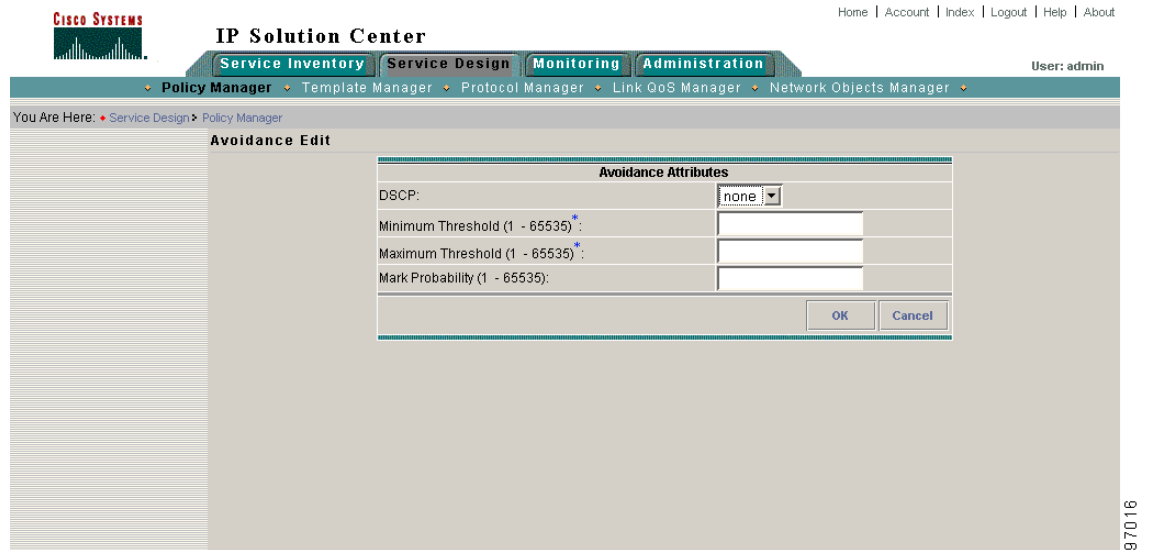 Home | Account | Index | Logout | Help | About
CISCO SYSTEMS
IP Solution Center
Service Inventory Service Design Monitoring Administration
User: admin
Policy Manager Template Manager Protocol Manager Link QoS Manager Network Objects Manager
You Are Here: Service Design Policy Manager
Avoidance Edit
Avoidance Attributes
DSCP: none
Minimum Threshold (1 - 65535)*:
Maximum Threshold (1 - 65535)*:
Mark Probability (1 - 65535):
OK Cancel
97016